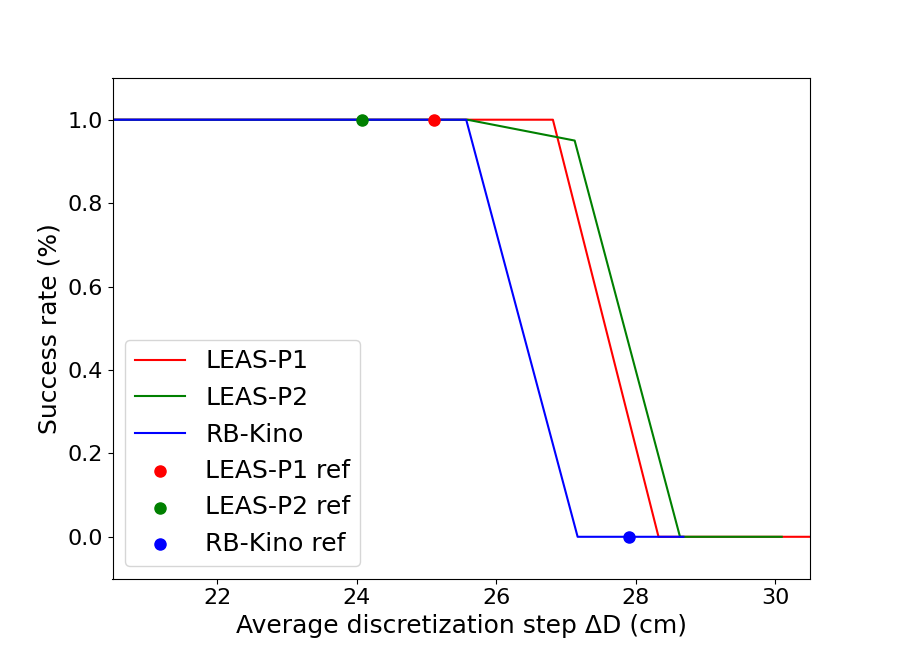 1.0
0.8
0.6
0.4
0.2
0.0
Success rate (%)
LEAS-P1
LEAS-P2
RB-Kino
LEAS-P1 ref
LEAS-P2 ref
RB-Kino ref
22 24 26 28 30
Average discretization step ΔD (cm)